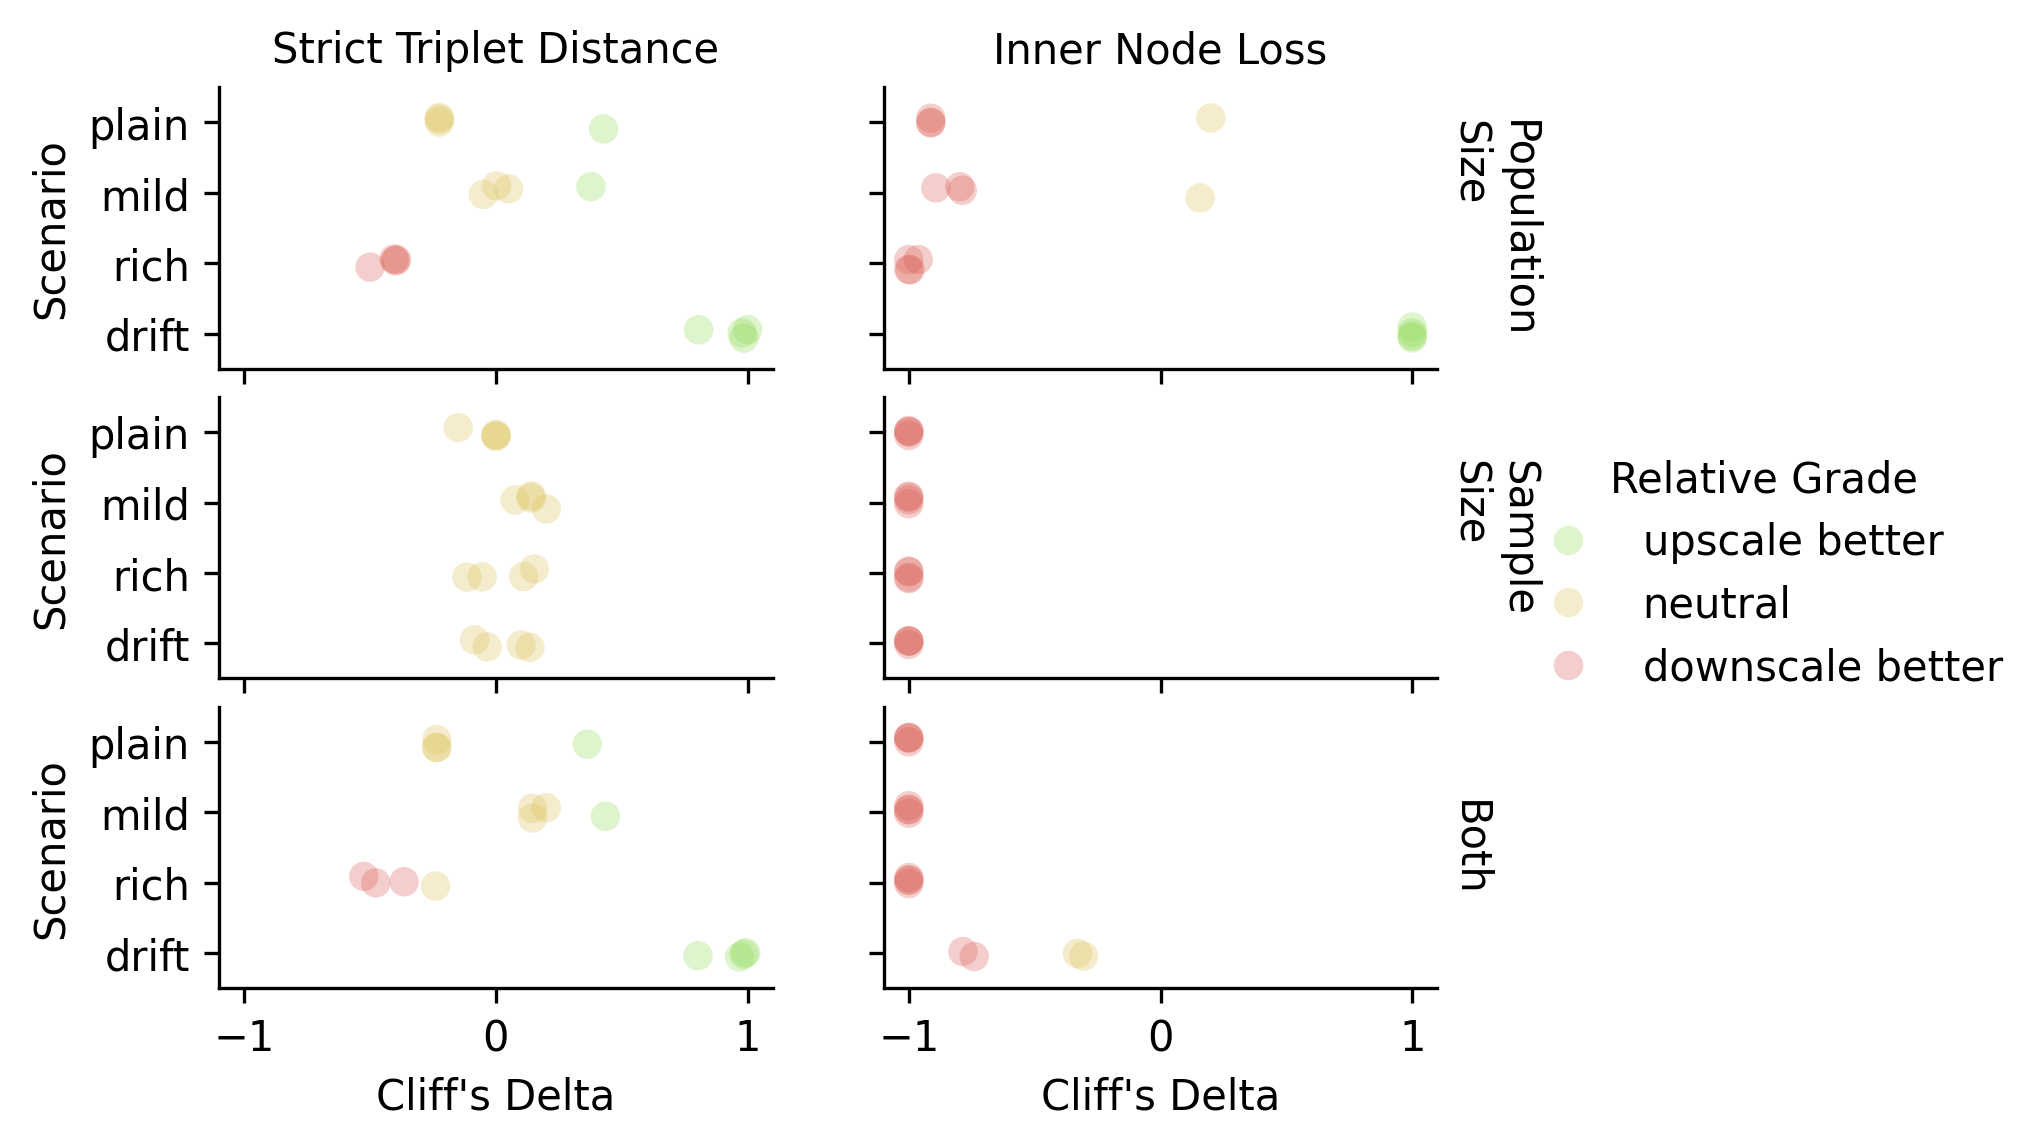 Strict Triplet Distance
Inner Node Loss
Scenario
plain
mild
rich
drift
Population
Size
Scenario
plain
mild
rich
drift
Sample
Size
Scenario
plain
mild
rich
drift
Both
−1
0
1
−1
0
1
Cliff's Delta
Cliff's Delta
Relative Grade
upscale better
neutral
downscale better